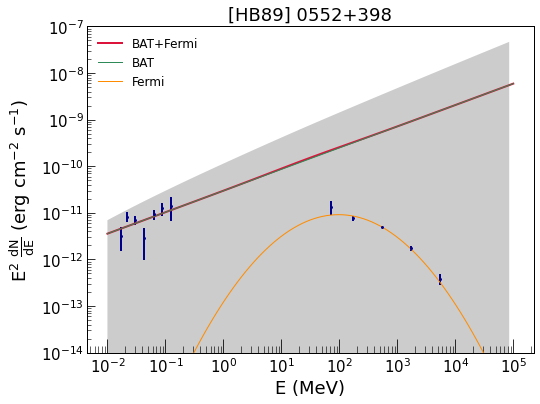 [HB89] 0552+398
BAT+Fermi
BAT
Fermi
E² dN/dE (erg cm⁻² s⁻¹)
10⁻⁷
10⁻⁸
10⁻⁹
10⁻¹⁰
10⁻¹¹
10⁻¹²
10⁻¹³
10⁻¹⁴
10⁻² 10⁻¹ 10⁰ 10¹ 10² 10³ 10⁴ 10⁵
E (MeV)